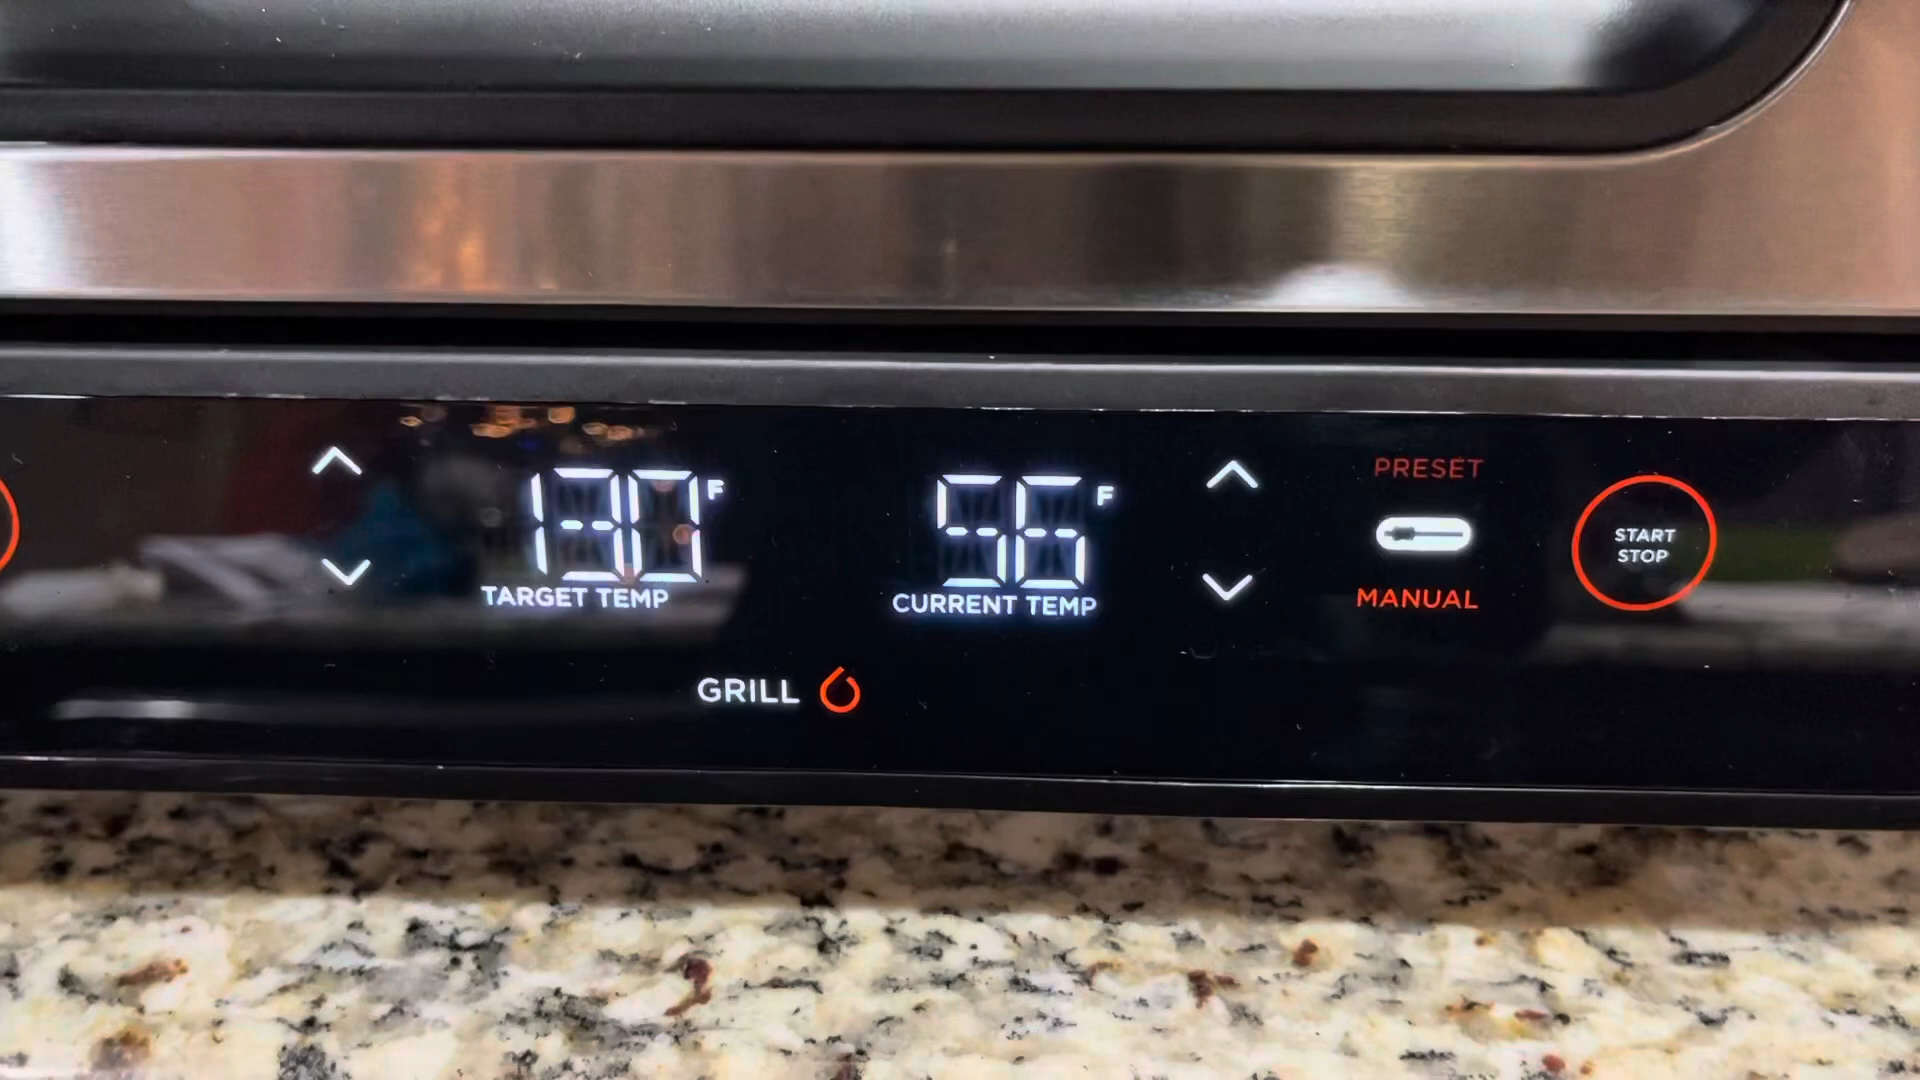 130 F
TARGET TEMP
56 F
CURRENT TEMP
GRILL
PRESET
MANUAL
START
STOP